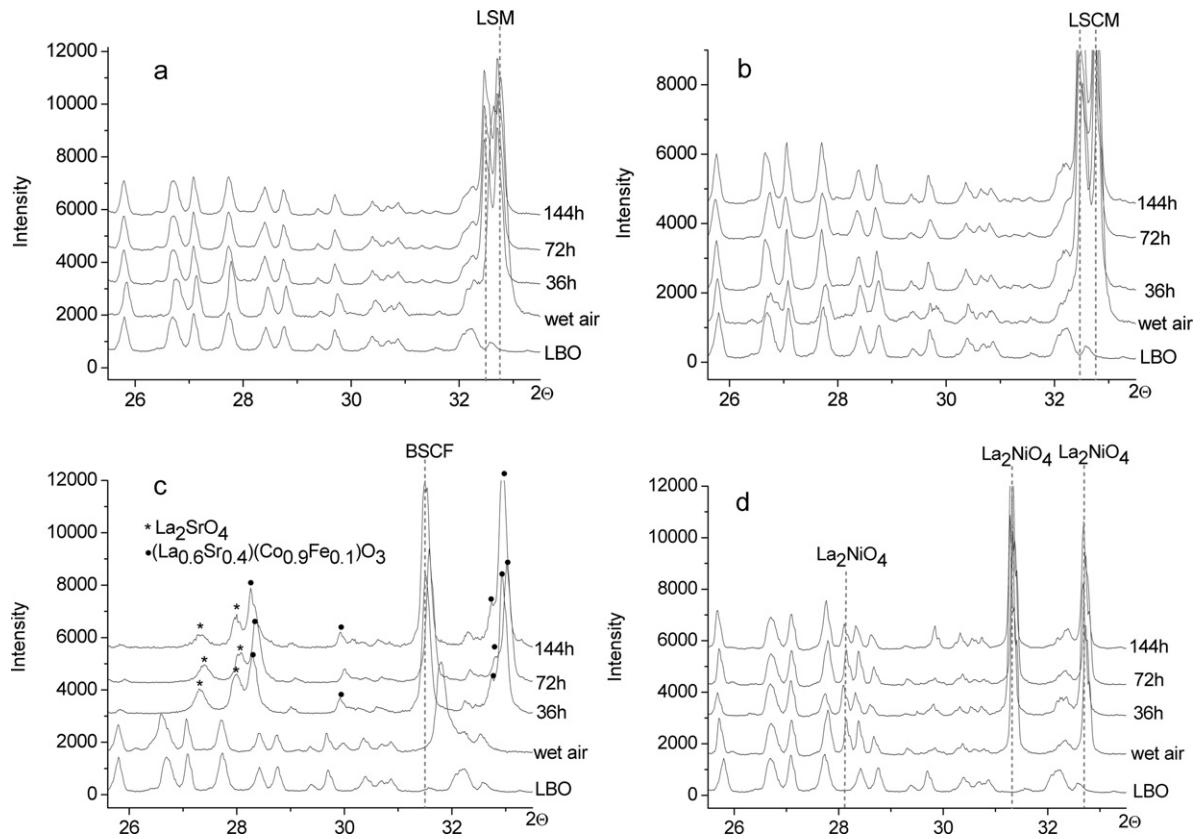 LSM
a
12000
10000
8000
6000
4000
2000
0
Intensity
144h
72h
36h
wet air
LBO
26 28 30 32 2Θ
LSCM
b
8000
6000
4000
2000
0
Intensity
144h
72h
36h
wet air
LBO
26 28 30 32 2Θ
BSCF
c
* La2SrO4
•(La0.6Sr0.4)(Co0.9Fe0.1)O3
12000
10000
8000
6000
4000
2000
0
Intensity
144h
72h
36h
wet air
LBO
26 28 30 32 2Θ
La2NiO4 La2NiO4
d
La2NiO4
12000
10000
8000
6000
4000
2000
0
Intensity
144h
72h
36h
wet air
LBO
26 28 30 32 2Θ